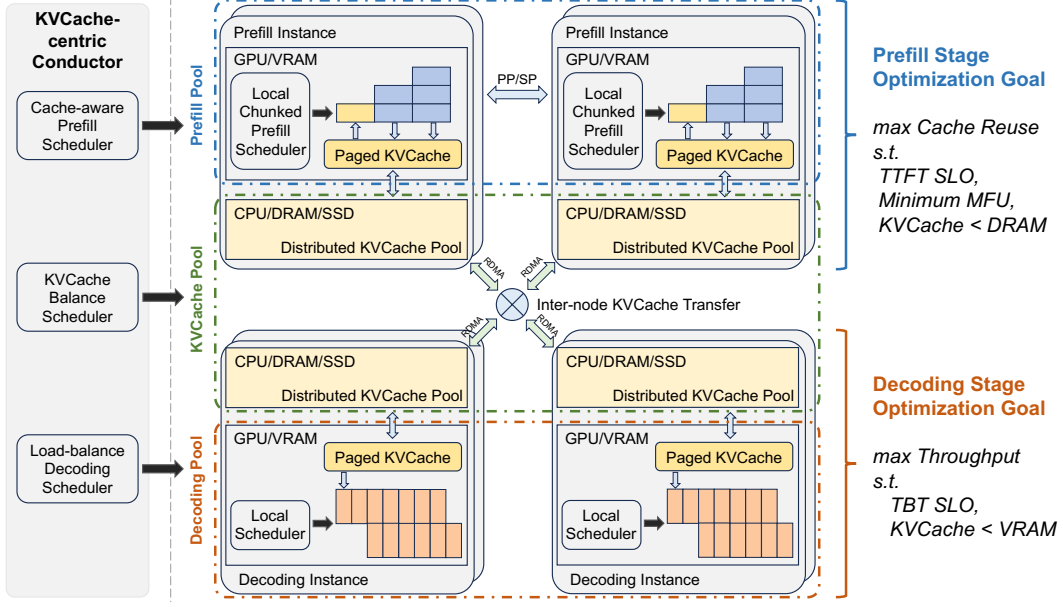 KVCache-
centric
Conductor
Cache-aware
Prefill
Scheduler
KVCache
Balance
Scheduler
Load-balance
Decoding
Scheduler
Prefill Pool
KVCache Pool
Decoding Pool
Prefill Instance
GPU/VRAM
Local
Chunked
Prefill
Scheduler
Paged KVCache
CPU/DRAM/SSD
Distributed KVCache Pool
PP/SP
Prefill Instance
GPU/VRAM
Local
Chunked
Prefill
Scheduler
Paged KVCache
CPU/DRAM/SSD
Distributed KVCache Pool
RDMA
RDMA
Inter-node KVCache Transfer
RDMA
RDMA
CPU/DRAM/SSD
Distributed KVCache Pool
GPU/VRAM
Paged KVCache
Local
Scheduler
Decoding Instance
CPU/DRAM/SSD
Distributed KVCache Pool
GPU/VRAM
Paged KVCache
Local
Scheduler
Decoding Instance
Prefill Stage
Optimization Goal
max Cache Reuse
s.t.
TTFT SLO,
Minimum MFU,
KVCache < DRAM
Decoding Stage
Optimization Goal
max Throughput
s.t.
TBT SLO,
KVCache < VRAM